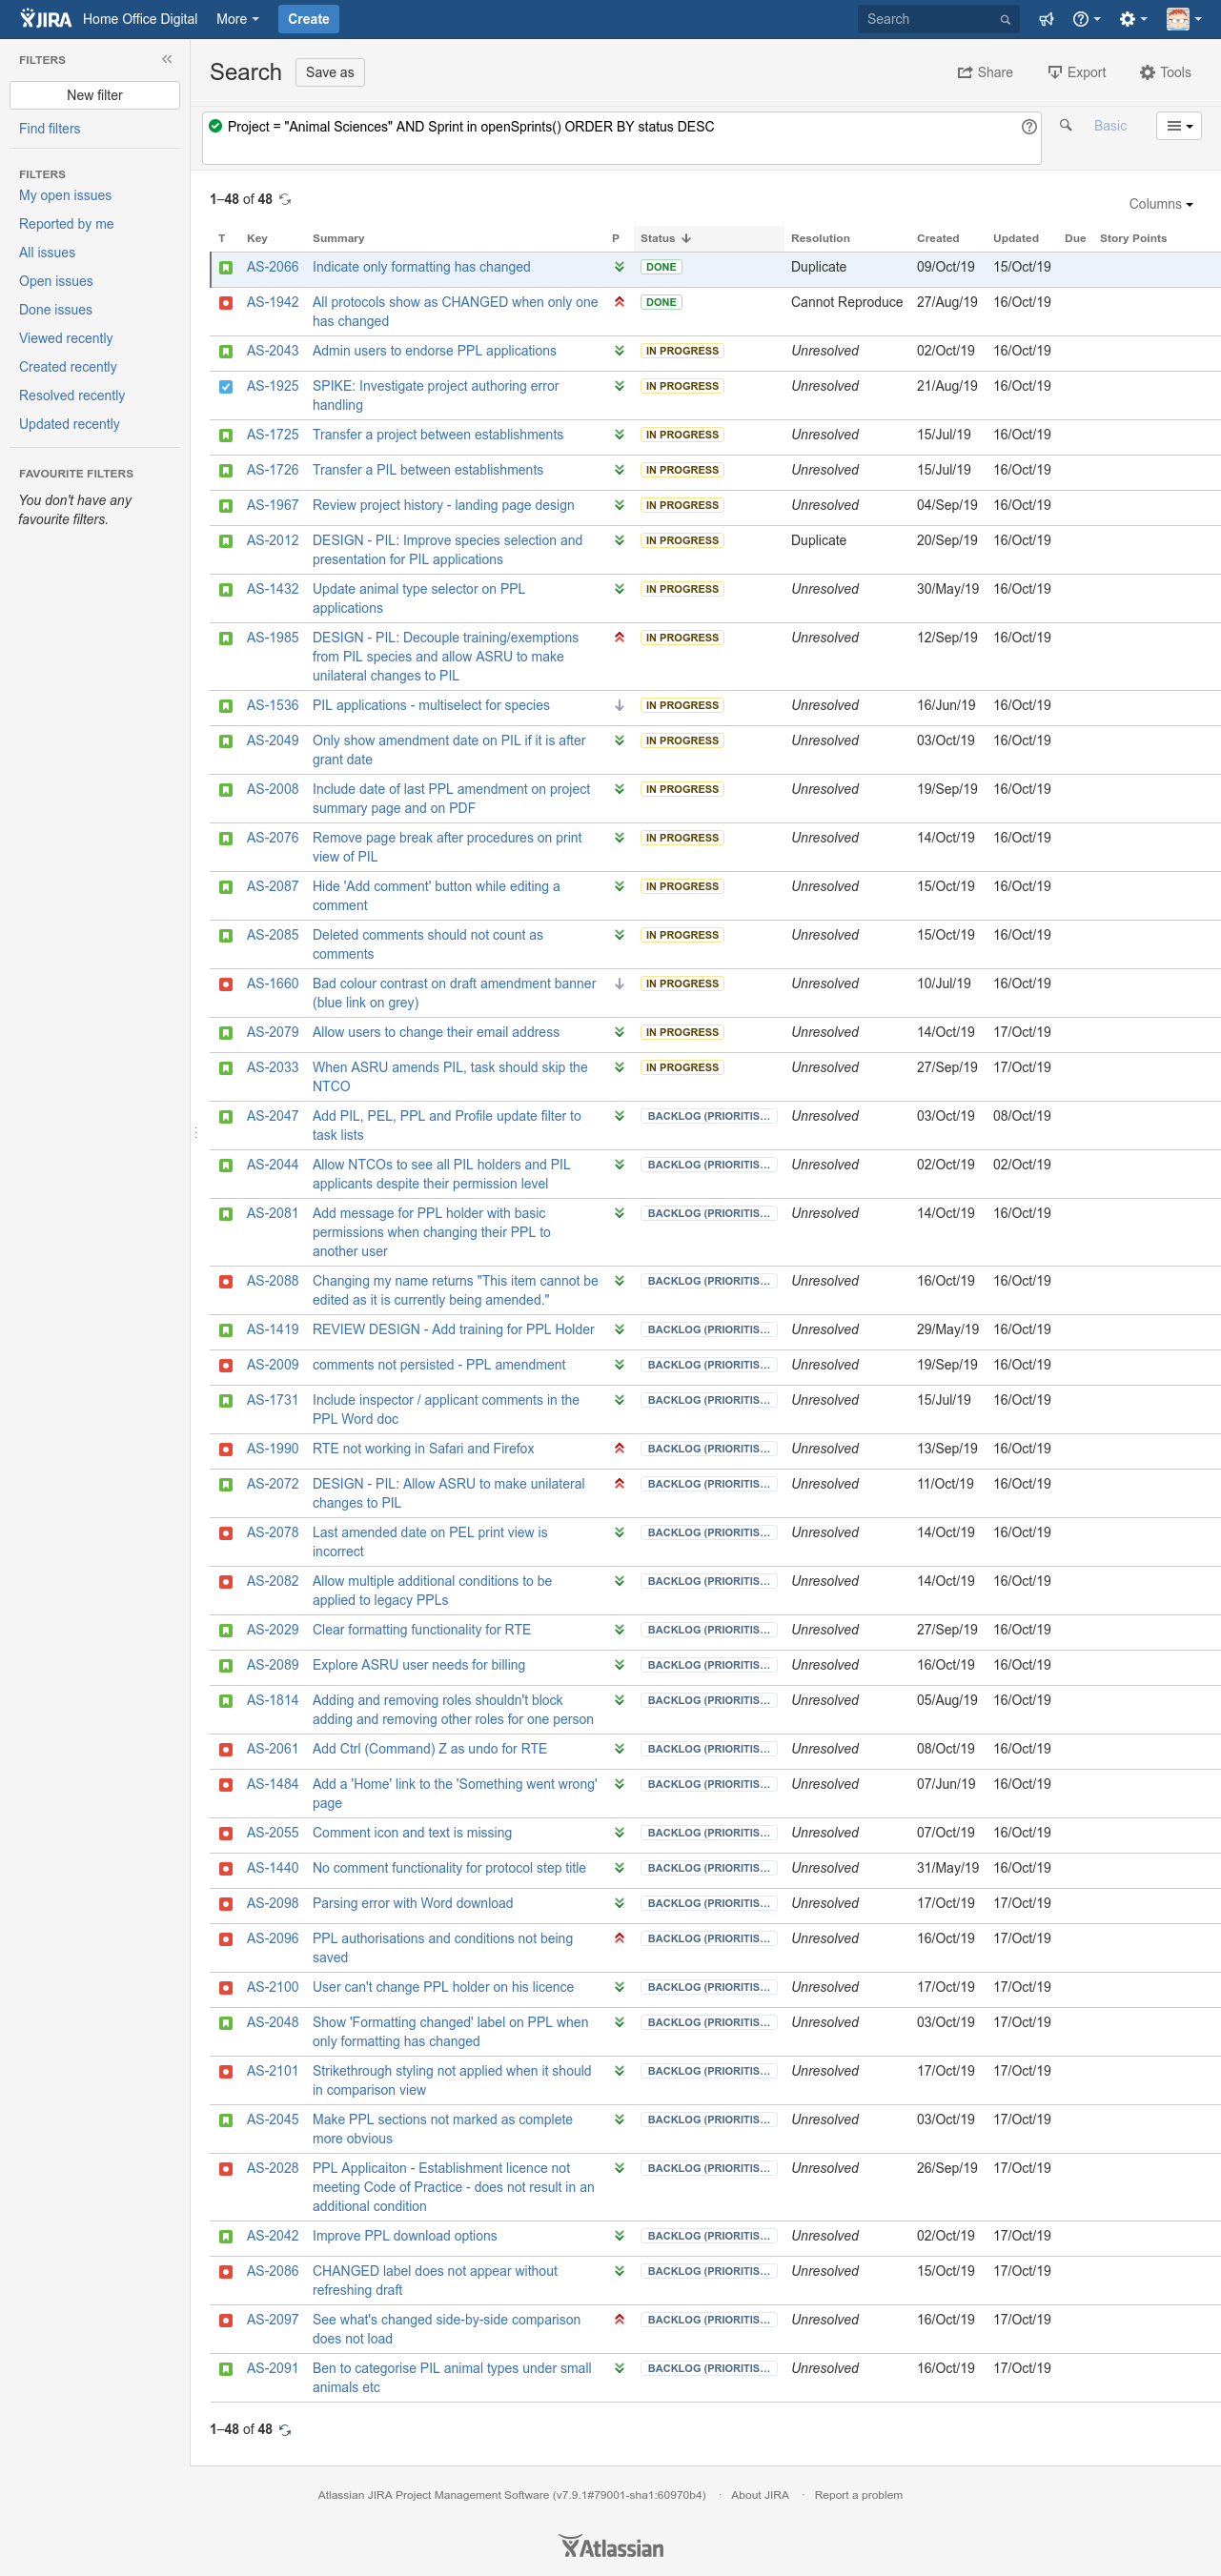 JIRA Home Office Digital More Create Search
FILTERS
New filter
Find filters
FILTERS
My open issues
Reported by me
All issues
Open issues
Done issues
Viewed recently
Created recently
Resolved recently
Updated recently
FAVOURITE FILTERS
You don't have any
favourite filters.
Search Save as Share Export Tools
Project = "Animal Sciences" AND Sprint in openSprints() ORDER BY status DESC Basic
1–48 of 48
Columns
T Key Summary P Status Resolution Created Updated Due Story Points
AS-2066 Indicate only formatting has changed DONE Duplicate 09/Oct/19 15/Oct/19
AS-1942 All protocols show as CHANGED when only one DONE Cannot Reproduce 27/Aug/19 16/Oct/19
has changed
AS-2043 Admin users to endorse PPL applications IN PROGRESS Unresolved 02/Oct/19 16/Oct/19
AS-1925 SPIKE: Investigate project authoring error IN PROGRESS Unresolved 21/Aug/19 16/Oct/19
handling
AS-1725 Transfer a project between establishments IN PROGRESS Unresolved 15/Jul/19 16/Oct/19
AS-1726 Transfer a PIL between establishments IN PROGRESS Unresolved 15/Jul/19 16/Oct/19
AS-1967 Review project history - landing page design IN PROGRESS Unresolved 04/Sep/19 16/Oct/19
AS-2012 DESIGN - PIL: Improve species selection and IN PROGRESS Duplicate 20/Sep/19 16/Oct/19
presentation for PIL applications
AS-1432 Update animal type selector on PPL IN PROGRESS Unresolved 30/May/19 16/Oct/19
applications
AS-1985 DESIGN - PIL: Decouple training/exemptions IN PROGRESS Unresolved 12/Sep/19 16/Oct/19
from PIL species and allow ASRU to make
unilateral changes to PIL
AS-1536 PIL applications - multiselect for species IN PROGRESS Unresolved 16/Jun/19 16/Oct/19
AS-2049 Only show amendment date on PIL if it is after IN PROGRESS Unresolved 03/Oct/19 16/Oct/19
grant date
AS-2008 Include date of last PPL amendment on project IN PROGRESS Unresolved 19/Sep/19 16/Oct/19
summary page and on PDF
AS-2076 Remove page break after procedures on print IN PROGRESS Unresolved 14/Oct/19 16/Oct/19
view of PIL
AS-2087 Hide 'Add comment' button while editing a IN PROGRESS Unresolved 15/Oct/19 16/Oct/19
comment
AS-2085 Deleted comments should not count as IN PROGRESS Unresolved 15/Oct/19 16/Oct/19
comments
AS-1660 Bad colour contrast on draft amendment banner IN PROGRESS Unresolved 10/Jul/19 16/Oct/19
(blue link on grey)
AS-2079 Allow users to change their email address IN PROGRESS Unresolved 14/Oct/19 17/Oct/19
AS-2033 When ASRU amends PIL, task should skip the IN PROGRESS Unresolved 27/Sep/19 17/Oct/19
NTCO
AS-2047 Add PIL, PEL, PPL and Profile update filter to BACKLOG (PRIORITIS... Unresolved 03/Oct/19 08/Oct/19
task lists
AS-2044 Allow NTCOs to see all PIL holders and PIL BACKLOG (PRIORITIS... Unresolved 02/Oct/19 02/Oct/19
applicants despite their permission level
AS-2081 Add message for PPL holder with basic BACKLOG (PRIORITIS... Unresolved 14/Oct/19 16/Oct/19
permissions when changing their PPL to
another user
AS-2088 Changing my name returns "This item cannot be BACKLOG (PRIORITIS... Unresolved 16/Oct/19 16/Oct/19
edited as it is currently being amended."
AS-1419 REVIEW DESIGN - Add training for PPL Holder BACKLOG (PRIORITIS... Unresolved 29/May/19 16/Oct/19
AS-2009 comments not persisted - PPL amendment BACKLOG (PRIORITIS... Unresolved 19/Sep/19 16/Oct/19
AS-1731 Include inspector / applicant comments in the BACKLOG (PRIORITIS... Unresolved 15/Jul/19 16/Oct/19
PPL Word doc
AS-1990 RTE not working in Safari and Firefox BACKLOG (PRIORITIS... Unresolved 13/Sep/19 16/Oct/19
AS-2072 DESIGN - PIL: Allow ASRU to make unilateral BACKLOG (PRIORITIS... Unresolved 11/Oct/19 16/Oct/19
changes to PIL
AS-2078 Last amended date on PEL print view is BACKLOG (PRIORITIS... Unresolved 14/Oct/19 16/Oct/19
incorrect
AS-2082 Allow multiple additional conditions to be BACKLOG (PRIORITIS... Unresolved 14/Oct/19 16/Oct/19
applied to legacy PPLs
AS-2029 Clear formatting functionality for RTE BACKLOG (PRIORITIS... Unresolved 27/Sep/19 16/Oct/19
AS-2089 Explore ASRU user needs for billing BACKLOG (PRIORITIS... Unresolved 16/Oct/19 16/Oct/19
AS-1814 Adding and removing roles shouldn't block BACKLOG (PRIORITIS... Unresolved 05/Aug/19 16/Oct/19
adding and removing other roles for one person
AS-2061 Add Ctrl (Command) Z as undo for RTE BACKLOG (PRIORITIS... Unresolved 08/Oct/19 16/Oct/19
AS-1484 Add a 'Home' link to the 'Something went wrong' BACKLOG (PRIORITIS... Unresolved 07/Jun/19 16/Oct/19
page
AS-2055 Comment icon and text is missing BACKLOG (PRIORITIS... Unresolved 07/Oct/19 16/Oct/19
AS-1440 No comment functionality for protocol step title BACKLOG (PRIORITIS... Unresolved 31/May/19 16/Oct/19
AS-2098 Parsing error with Word download BACKLOG (PRIORITIS... Unresolved 17/Oct/19 17/Oct/19
AS-2096 PPL authorisations and conditions not being BACKLOG (PRIORITIS... Unresolved 16/Oct/19 17/Oct/19
saved
AS-2100 User can't change PPL holder on his licence BACKLOG (PRIORITIS... Unresolved 17/Oct/19 17/Oct/19
AS-2048 Show 'Formatting changed' label on PPL when BACKLOG (PRIORITIS... Unresolved 03/Oct/19 17/Oct/19
only formatting has changed
AS-2101 Strikethrough styling not applied when it should BACKLOG (PRIORITIS... Unresolved 17/Oct/19 17/Oct/19
in comparison view
AS-2045 Make PPL sections not marked as complete BACKLOG (PRIORITIS... Unresolved 03/Oct/19 17/Oct/19
more obvious
AS-2028 PPL Applicaiton - Establishment licence not BACKLOG (PRIORITIS... Unresolved 26/Sep/19 17/Oct/19
meeting Code of Practice - does not result in an
additional condition
AS-2042 Improve PPL download options BACKLOG (PRIORITIS... Unresolved 02/Oct/19 17/Oct/19
AS-2086 CHANGED label does not appear without BACKLOG (PRIORITIS... Unresolved 15/Oct/19 17/Oct/19
refreshing draft
AS-2097 See what's changed side-by-side comparison BACKLOG (PRIORITIS... Unresolved 16/Oct/19 17/Oct/19
does not load
AS-2091 Ben to categorise PIL animal types under small BACKLOG (PRIORITIS... Unresolved 16/Oct/19 17/Oct/19
animals etc
1–48 of 48
Atlassian JIRA Project Management Software (v7.9.1#79001-sha1:60970b4) · About JIRA · Report a problem
Atlassian